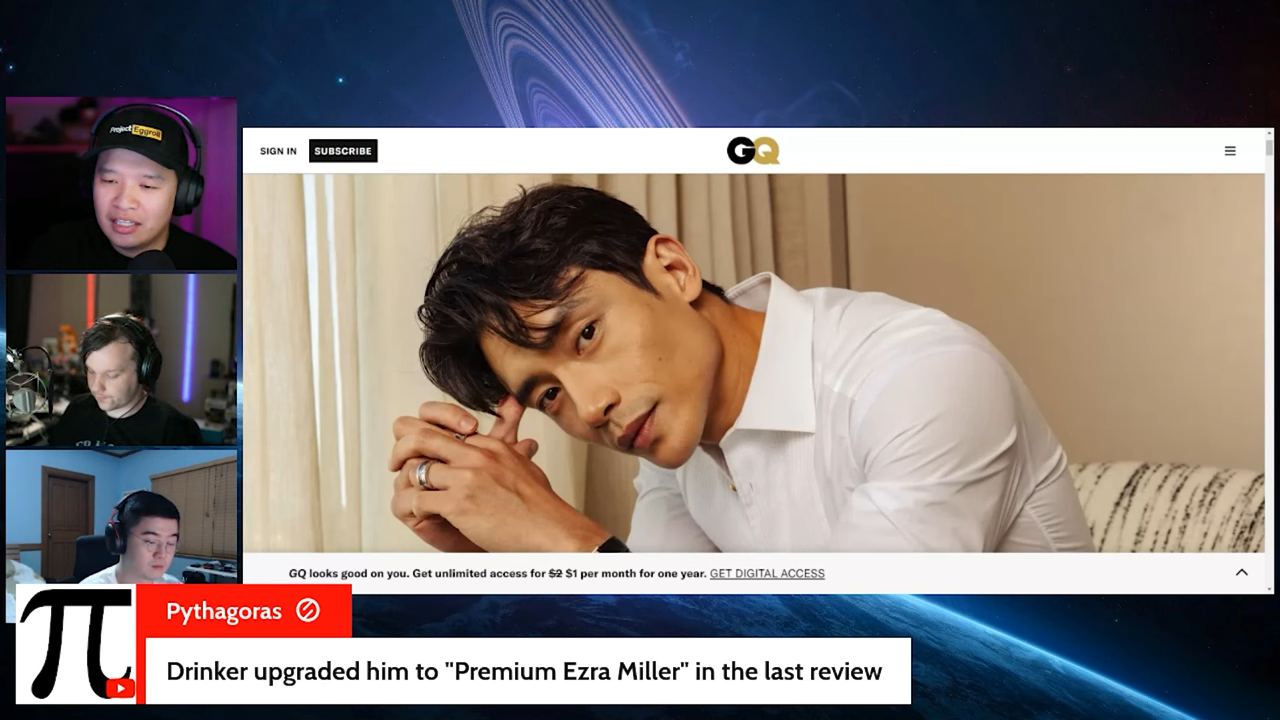 Project Eggroll
SIGN IN
SUBSCRIBE
GQ
GQ looks good on you. Get unlimited access for $2 $1 per month for one year. GET DIGITAL ACCESS
π
Pythagoras
Drinker upgraded him to "Premium Ezra Miller" in the last review